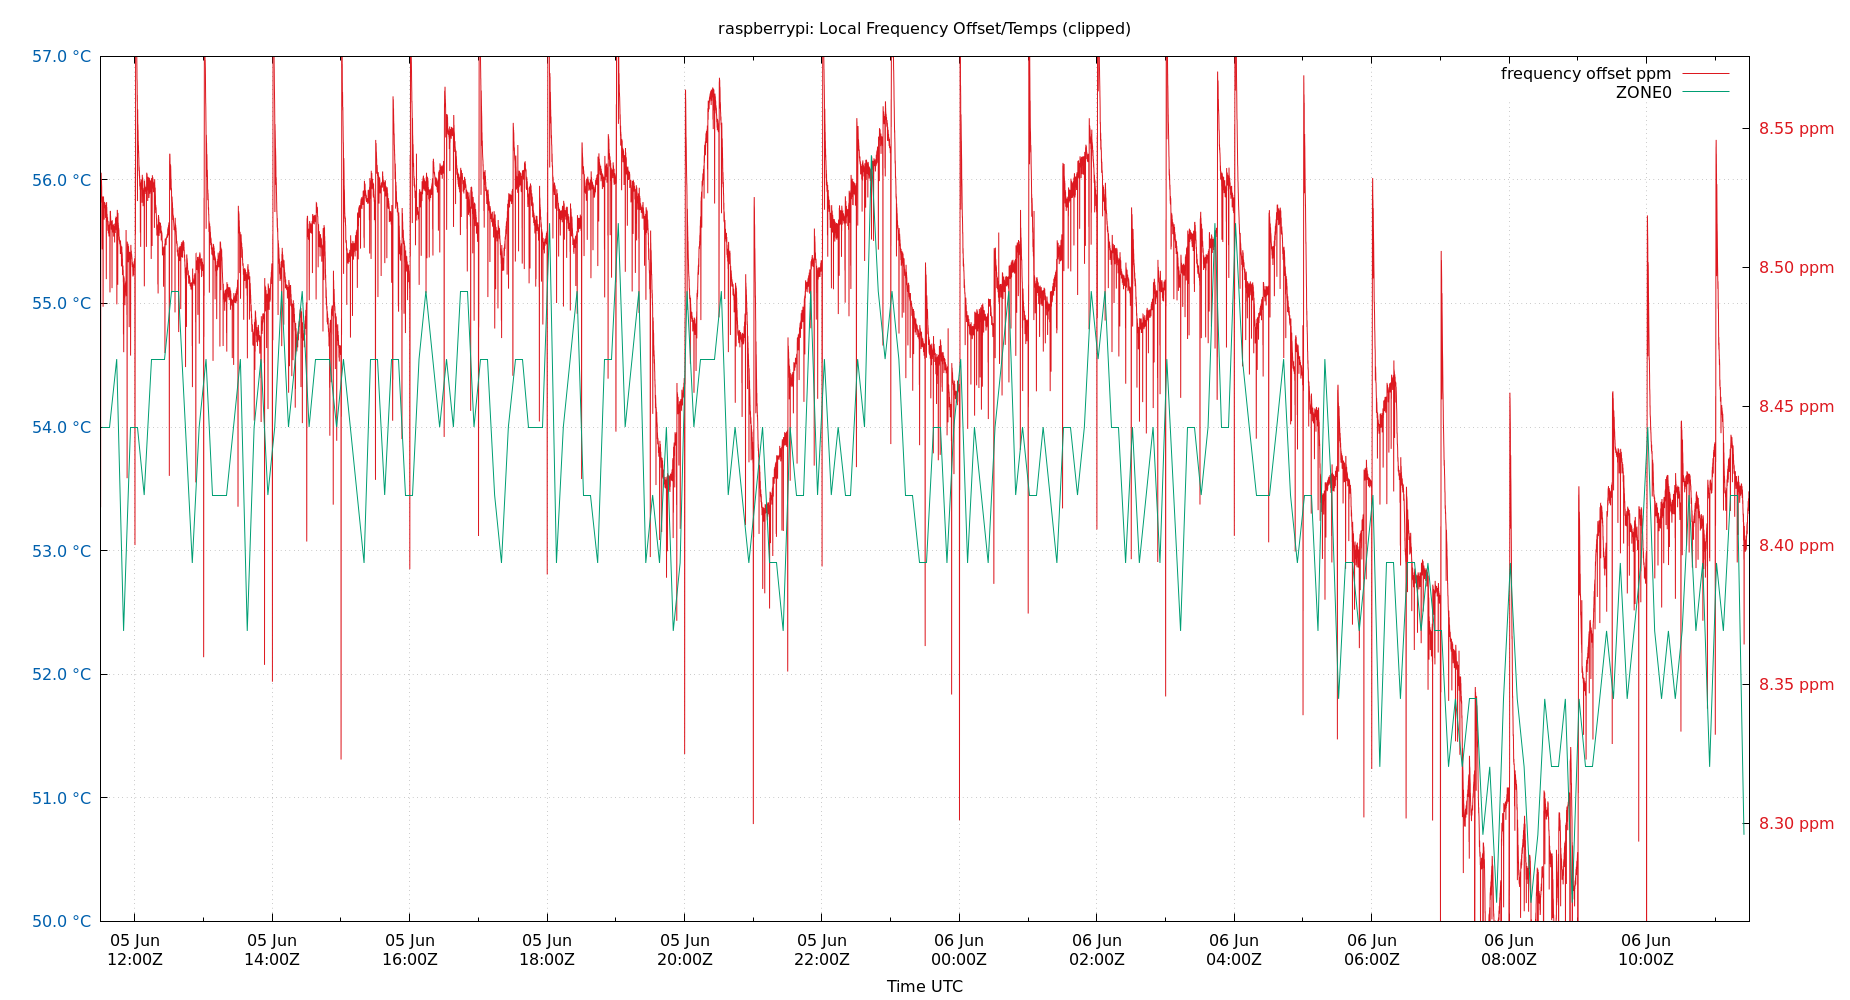 raspberrypi: Local Frequency Offset/Temps (clipped)
frequency offset ppm
ZONE0
57.0 °C
56.0 °C
55.0 °C
54.0 °C
53.0 °C
52.0 °C
51.0 °C
50.0 °C
8.55 ppm
8.50 ppm
8.45 ppm
8.40 ppm
8.35 ppm
8.30 ppm
05 Jun 05 Jun 05 Jun 05 Jun 05 Jun 05 Jun 06 Jun 06 Jun 06 Jun 06 Jun 06 Jun 06 Jun
12:00Z 14:00Z 16:00Z 18:00Z 20:00Z 22:00Z 00:00Z 02:00Z 04:00Z 06:00Z 08:00Z 10:00Z
Time UTC